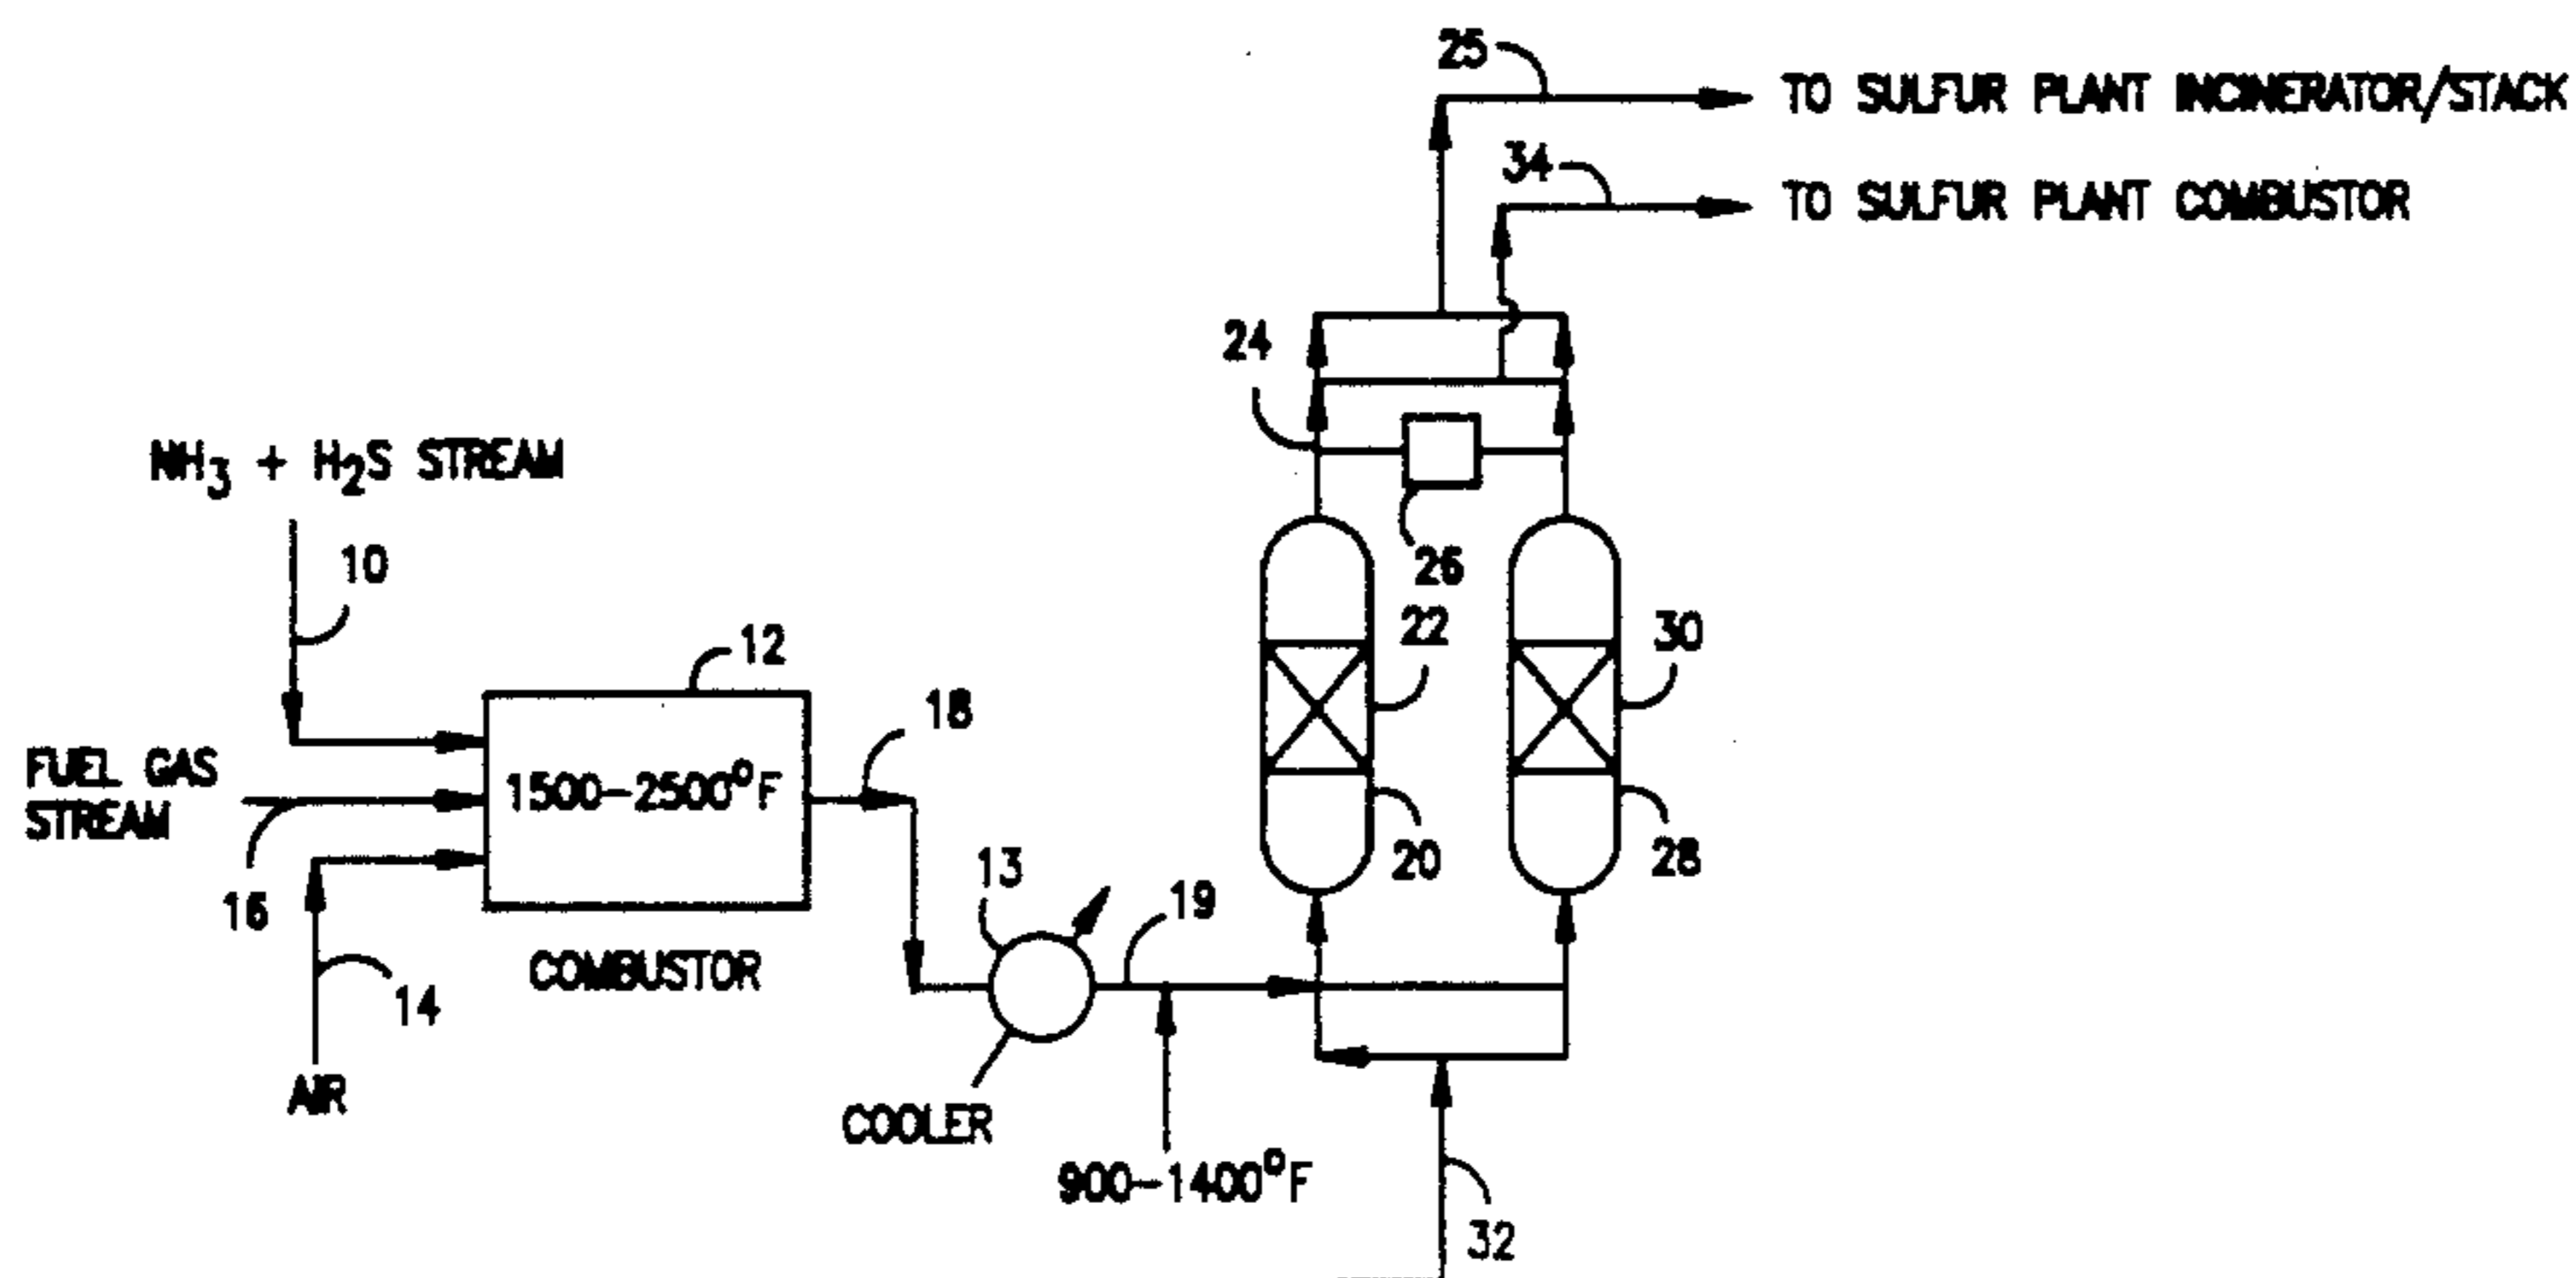 25
TO SULFUR PLANT INCINERATOR/STACK
34
TO SULFUR PLANT COMBUSTOR
24
NH3 + H2S STREAM
10
26
22
30
12
18
FUEL GAS
STREAM
1500-2500°F
16
13
19
20
28
COMBUSTOR
14
AIR
COOLER
900-1400°F
32